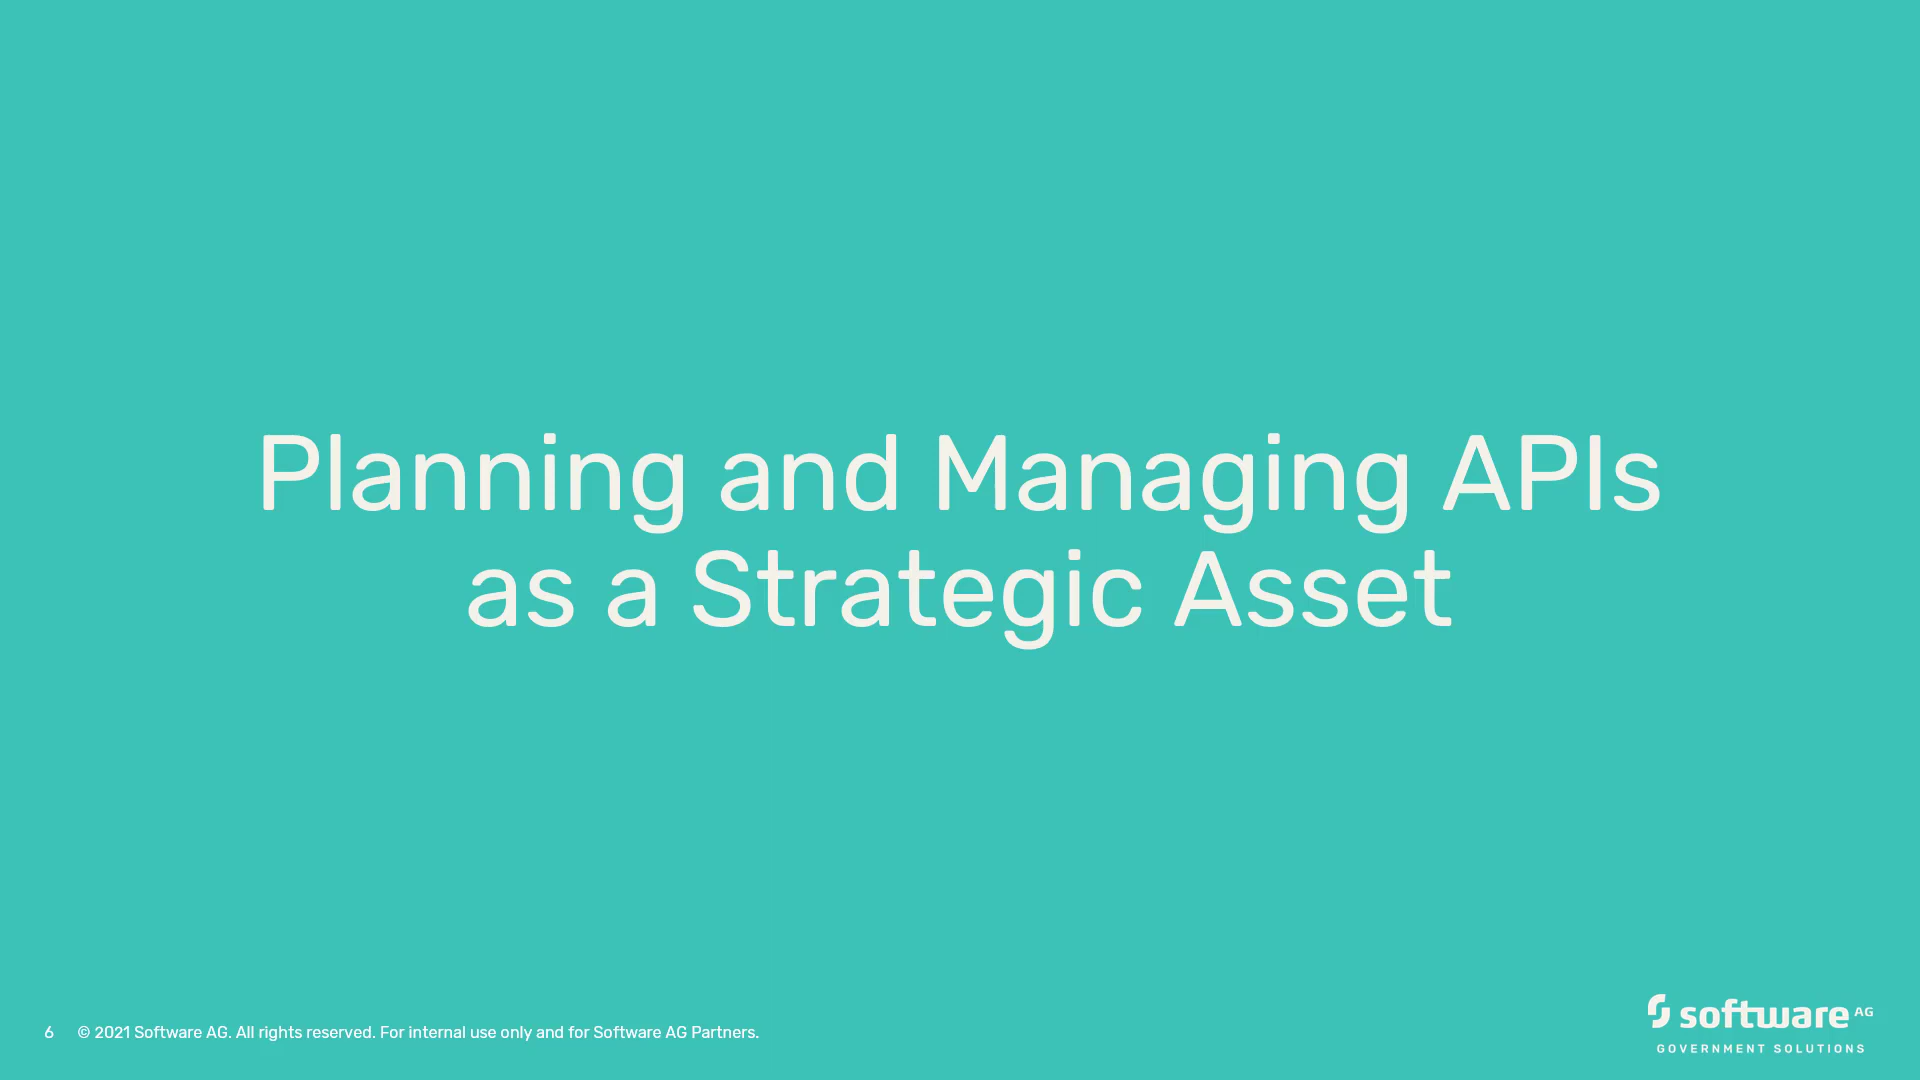 Planning and Managing APIs
as a Strategic Asset
6 © 2021 Software AG. All rights reserved. For internal use only and for Software AG Partners.
software AG
GOVERNMENT SOLUTIONS